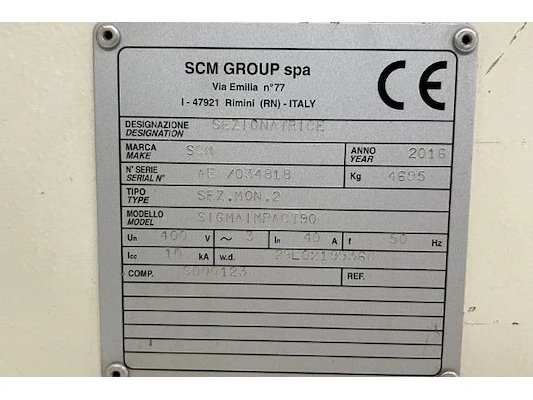 SCM GROUP spa
Via Emilia n°77
I - 47921 Rimini (RN) - ITALY
CE
DESIGNAZIONE
DESIGNATION
SEZIONATRICE
MARCA
MAKE
SCM
ANNO
YEAR
2016
N° SERIE
SERIAL N°
AE /034818
Kg
4695
TIPO
TYPE
SEZ.MON.2
MODELLO
MODEL
SIGMAIMPACT90
Un 400 V ~ 3 In 40 A f 50 Hz
Icc 10 kA w.d.
COMP. S000123 REF.